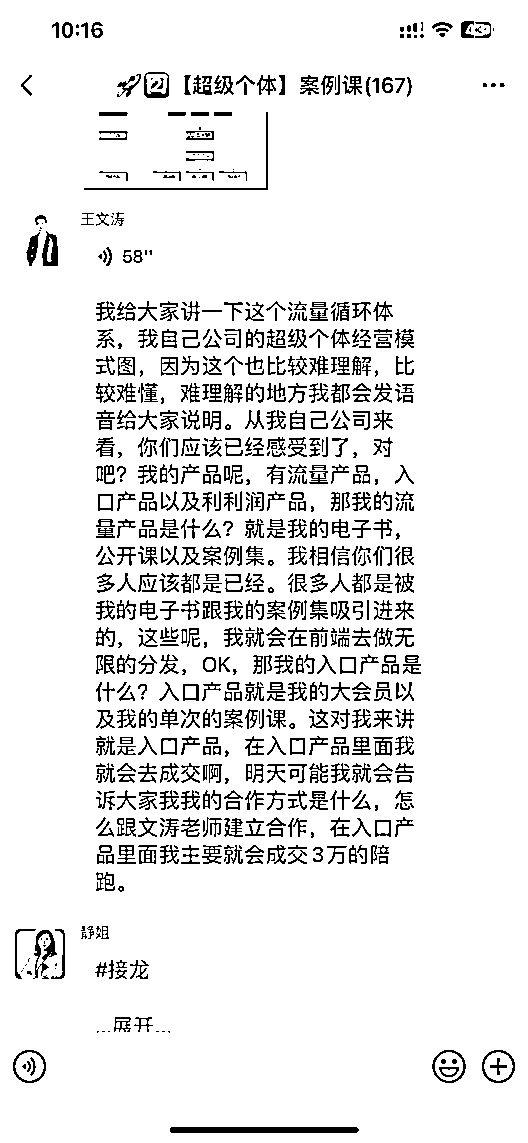 10:16
【超级个体】案例课(167)
王文涛
58"
我给大家讲一下这个流量循环体
系，我自己公司的超级个体经营模
式图，因为这个也比较难理解，比
较难懂，难理解的地方我都会发语
音给大家说明。从我自己公司来
看，你们应该已经感受到了，对
吧？我的产品呢，有流量产品，入
口产品以及利利润产品，那我的流
量产品是什么？就是我的电子书，
公开课以及案例集。我相信你们很
多人应该都是已经。很多人都是被
我的电子书跟我的案例集吸引进来
的，这些呢，我就会在前端去做无
限的分发，OK，那我的入口产品是
什么？入口产品就是我的大会员以
及我的单次的案例课。这对我来讲
就是入口产品，在入口产品里面我
就会去成交啊，明天可能我就会告
诉大家我我的合作方式是什么，怎
么跟文涛老师建立合作，在入口产
品里面我主要就会成交3万的陪
跑。
静姐
#接龙
...展开...